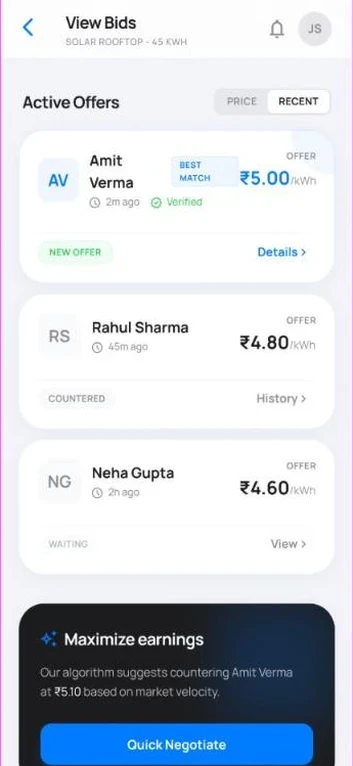 View Bids
SOLAR ROOFTOP - 45 KWH
JS
Active Offers
PRICE RECENT
AV
Amit
Verma
BEST
MATCH
OFFER
₹5.00/kWh
2m ago Verified
NEW OFFER
Details >
RS
Rahul Sharma
45m ago
OFFER
₹4.80/kWh
COUNTERED
History >
NG
Neha Gupta
2h ago
OFFER
₹4.60/kWh
WAITING
View >
Maximize earnings
Our algorithm suggests countering Amit Verma
at ₹5.10 based on market velocity.
Quick Negotiate